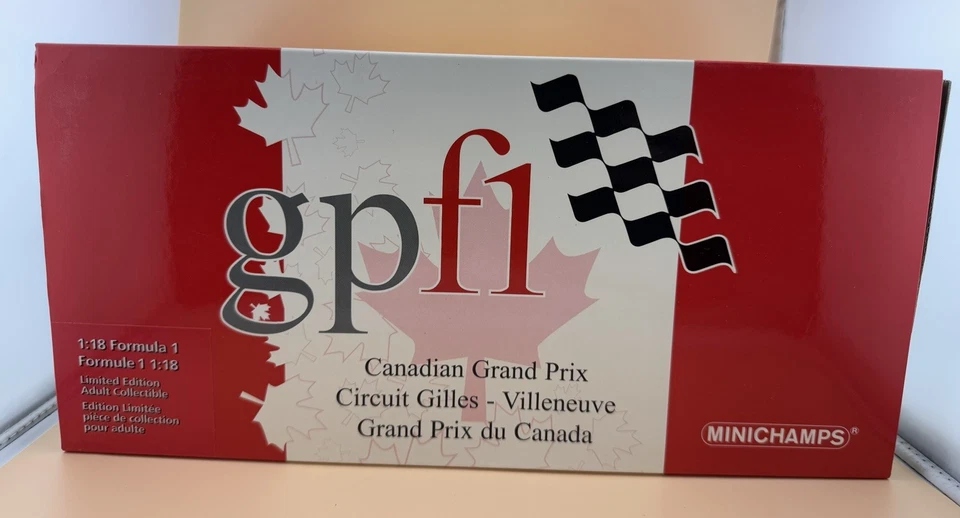 gpf1
1:18 Formula 1
Formule 1 1:18
Limited Edition
Adult Collectible
Edition Limitée
pièce de collection
pour adulte
Canadian Grand Prix
Circuit Gilles - Villeneuve
Grand Prix du Canada
MINICHAMPS®